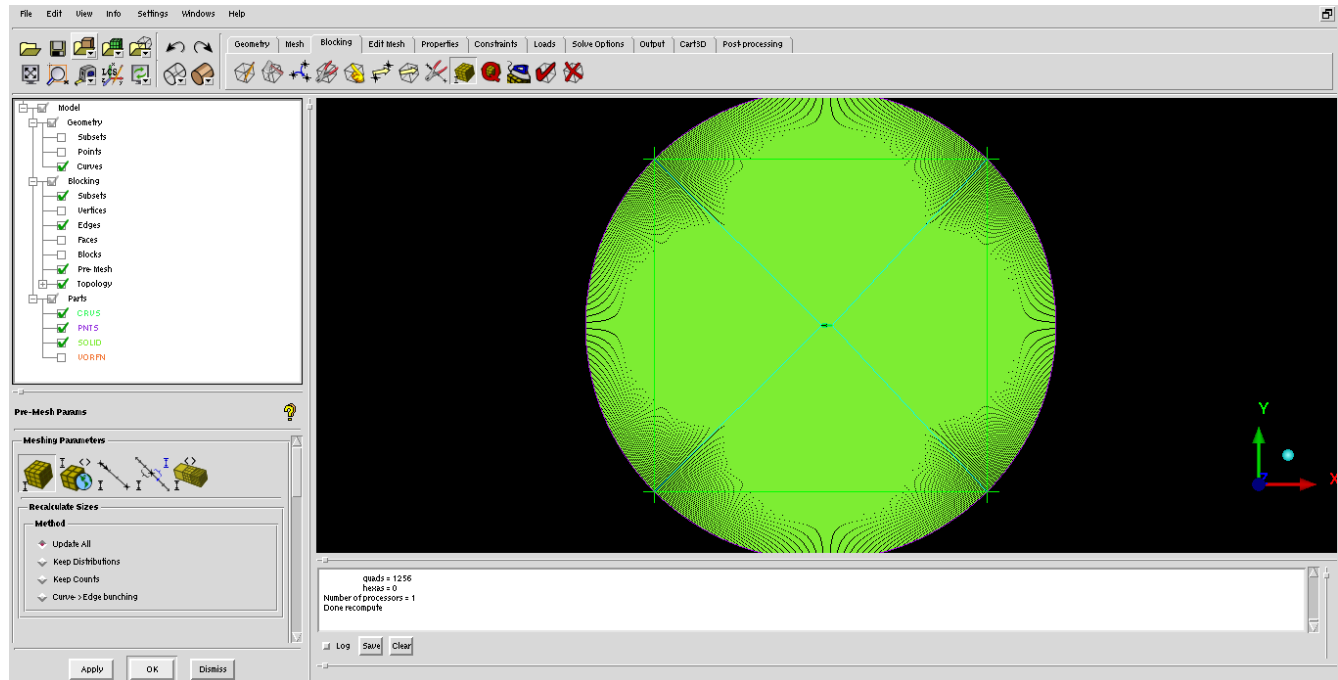 File Edit View Info Settings Windows Help
Geometry Mesh Blocking Edit Mesh Properties Constraints Loads Solve Options Output Cart3D Post-processing
Model
Geometry
Subsets
Points
Curves
Blocking
Subsets
Vertices
Edges
Faces
Blocks
Pre-Mesh
Topology
Parts
CRVS
PNTS
SOLID
VORFN
Pre-Mesh Params
Meshing Parameters
Recalculate Sizes
Method
Update All
Keep Distributions
Keep Counts
Curve->Edge bunching
Apply OK Dismiss
Y
X
quads = 1256
hexas = 0
Number of processors = 1
Done recompute
Log Save Clear